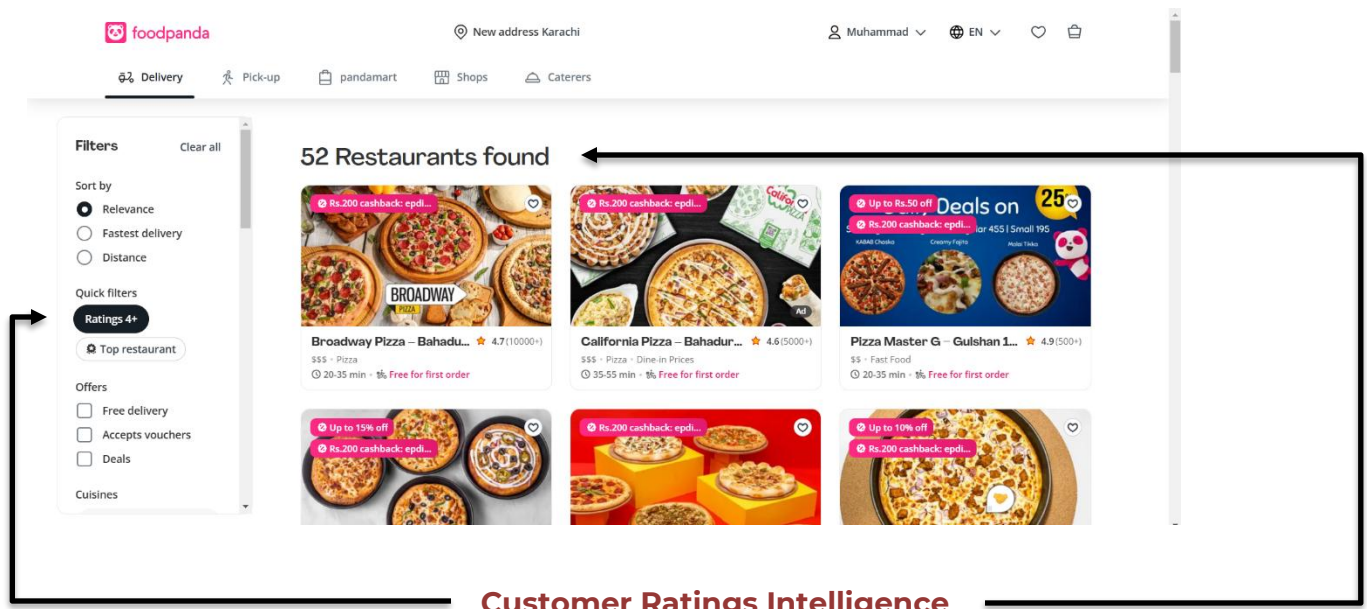 foodpanda
New address Karachi
Muhammad
EN
Delivery
Pick-up
pandamart
Shops
Caterers
Filters
Clear all
Sort by
Relevance
Fastest delivery
Distance
Quick filters
Ratings 4+
Top restaurant
Offers
Free delivery
Accepts vouchers
Deals
Cuisines
52 Restaurants found
Rs.200 cashback: epdi...
BROADWAY
PIZZA
Broadway Pizza – Bahadu... 4.7(10000+)
$$$ • Pizza
20-35 min • Free for first order
Rs.200 cashback: epdi...
Ad
California Pizza – Bahadur... 4.6(5000+)
$$$ • Pizza • Dine-in Prices
35-55 min • Free for first order
Up to Rs.50 off
Deals on
25
Rs.200 cashback: epdi...
455 | Small 195
KABAB Chaska
Creamy Fajita
Malai Tikka
Pizza Master G – Gulshan 1... 4.9(500+)
$$ • Fast Food
20-35 min • Free for first order
Up to 15% off
Rs.200 cashback: epdi...
Rs.200 cashback: epdi...
Up to 10% off
Rs.200 cashback: epdi...
Customer Ratings Intelligence